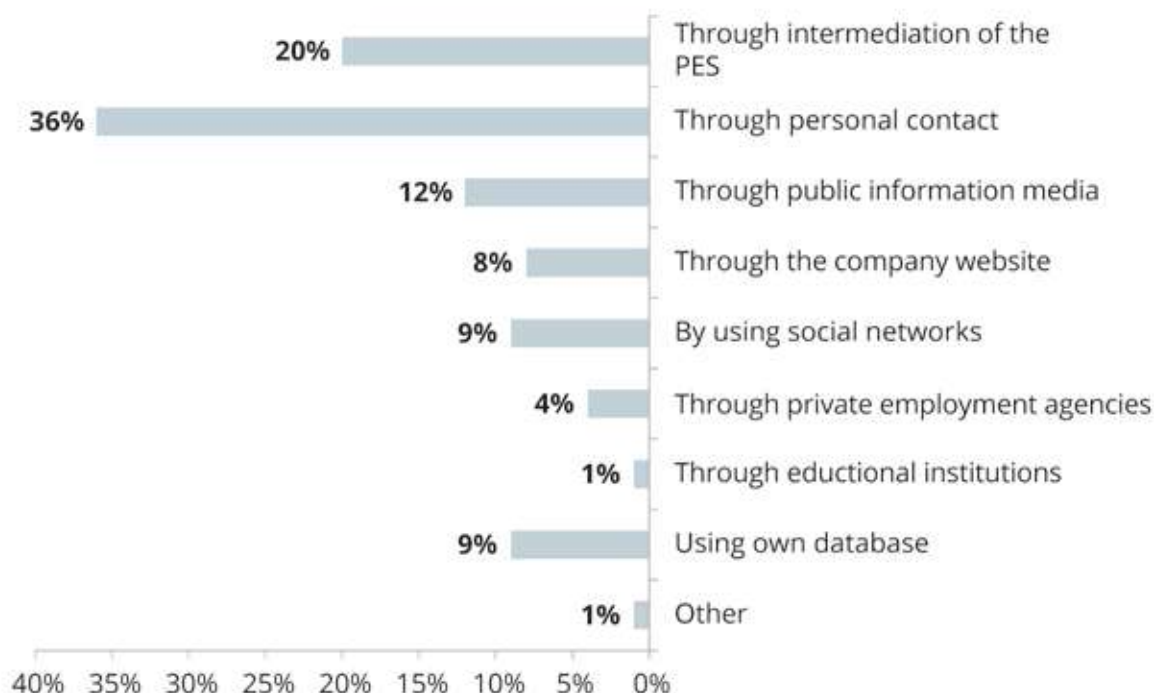 20% Through intermediation of the
PES
36% Through personal contact
12% Through public information media
8% Through the company website
9% By using social networks
4% Through private employment agencies
1% Through eductional institutions
9% Using own database
1% Other
40% 35% 30% 25% 20% 15% 10% 5% 0%